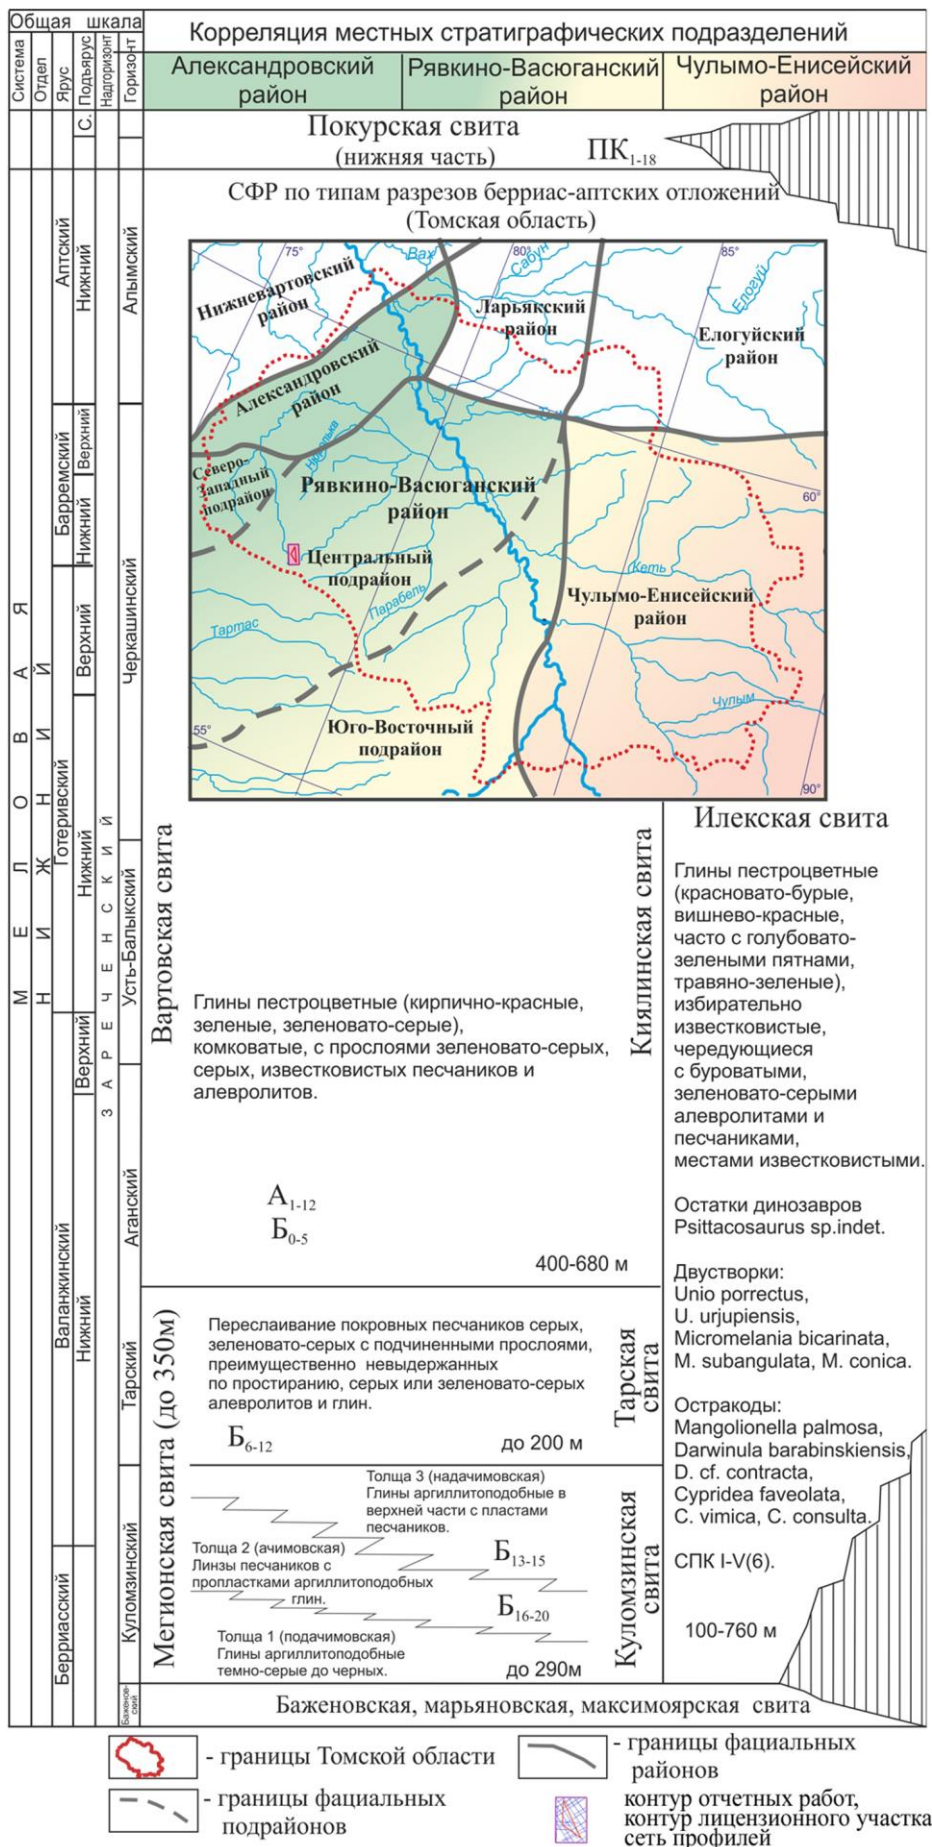 Общая шкала
Система
Отдел
Ярус
Подъярус
Надгоризонт
Горизонт
Корреляция местных стратиграфических подразделений
Александровский
район
Рявкино-Васюганский
район
Чулымо-Енисейский
район
С.
Покурская свита
(нижняя часть)
ПК1-18
СФР по типам разрезов берриас-аптских отложений
(Томская область)
МЕЛОВАЯ
НИЖНИЙ
Аптский
Нижний
Алымский
Барремский
Верхний
Нижний
Готеривский
Верхний
Нижний
Черкашинский
ЗАРЕЧЕНСКИЙ
Усть-Балыкский
Валанжинский
Верхний
Нижний
Аганский
Тарский
Берриасский
Куломзинский
Баженов-
ский
75°
80°
85°
Вах
Сабун
Елогуй
Нижневартовский
район
Ларьякский
район
Елогуйский
район
Александровский
район
Северо-
Западный
подрайон
Рявкино-Васюганский
район
60°
Центральный
подрайон
Кеть
Парабель
Чулымо-Енисейский
район
Тартас
Чулым
75°
55°
Юго-Восточный
подрайон
90°
Вартовская свита
Киялинская свита
Глины пестроцветные (кирпично-красные,
зеленые, зеленовато-серые),
комковатые, с прослоями зеленовато-серых,
серых, известковистых песчаников и
алевролитов.
А1-12
Б0-5
400-680 м
Илекская свита
Глины пестроцветные
(красновато-бурые,
вишнево-красные,
часто с голубовато-
зелеными пятнами,
травяно-зеленые),
избирательно
известковистые,
чередующиеся
с буроватыми,
зеленовато-серыми
алевролитами и
песчаниками,
местами известковистыми.
Остатки динозавров
Psittacosaurus sp.indet.
Двустворки:
Unio porrectus,
U. urjupiensis,
Micromelania bicarinata,
M. subangulata, M. conica.
Остракоды:
Mangolionella palmosa,
Darwinula barabinskiensis,
D. cf. contracta,
Cypridea faveolata,
C. vimica, C. consulta.
СПК I-V(6).
100-760 м
Мегионская свита (до 350м)
Переслаивание покровных песчаников серых,
зеленовато-серых с подчиненными прослоями,
преимущественно невыдержанных
по простиранию, серых или зеленовато-серых
алевролитов и глин.
Б6-12
до 200 м
Тарская
свита
Толща 3 (надачимовская)
Глины аргиллитоподобные в
верхней части с пластами
песчаников.
Толща 2 (ачимовская)
Линзы песчаников с
пропластками аргиллитоподобных
глин.
Б13-15
Б16-20
Толща 1 (подачимовская)
Глины аргиллитоподобные
темно-серые до черных.
до 290м
Куломзинская
свита
Баженовская, марьяновская, максимоярская свита
- границы Томской области
- границы фациальных
районов
- границы фациальных
подрайонов
контур отчетных работ,
контур лицензионного участка
сеть профилей